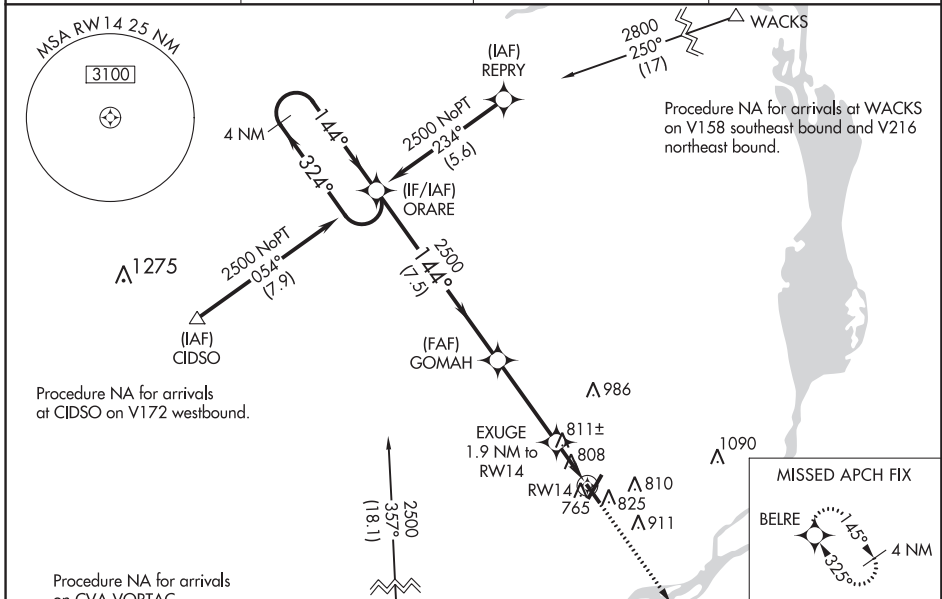 MSA RW14 25 NM
3100
WACKS
2800
250°
(17)
(IAF)
REPRY
Procedure NA for arrivals at WACKS
on V158 southeast bound and V216
northeast bound.
2500 NoPT
234°
(5.6)
4 NM
144°
324°
(IF/IAF)
ORARE
2500 NoPT
054°
(7.9)
1275
2500
144°
(7.5)
(IAF)
CIDSO
(FAF)
GOMAH
Procedure NA for arrivals
at CIDSO on V172 westbound.
986
EXUGE
1.9 NM to
RW14
811±
808
1090
RW14
765
810
825
911
2500
357°
(18.1)
MISSED APCH FIX
BELRE
145°
325°
4 NM
Procedure NA for arrivals
on CVA VORTAC